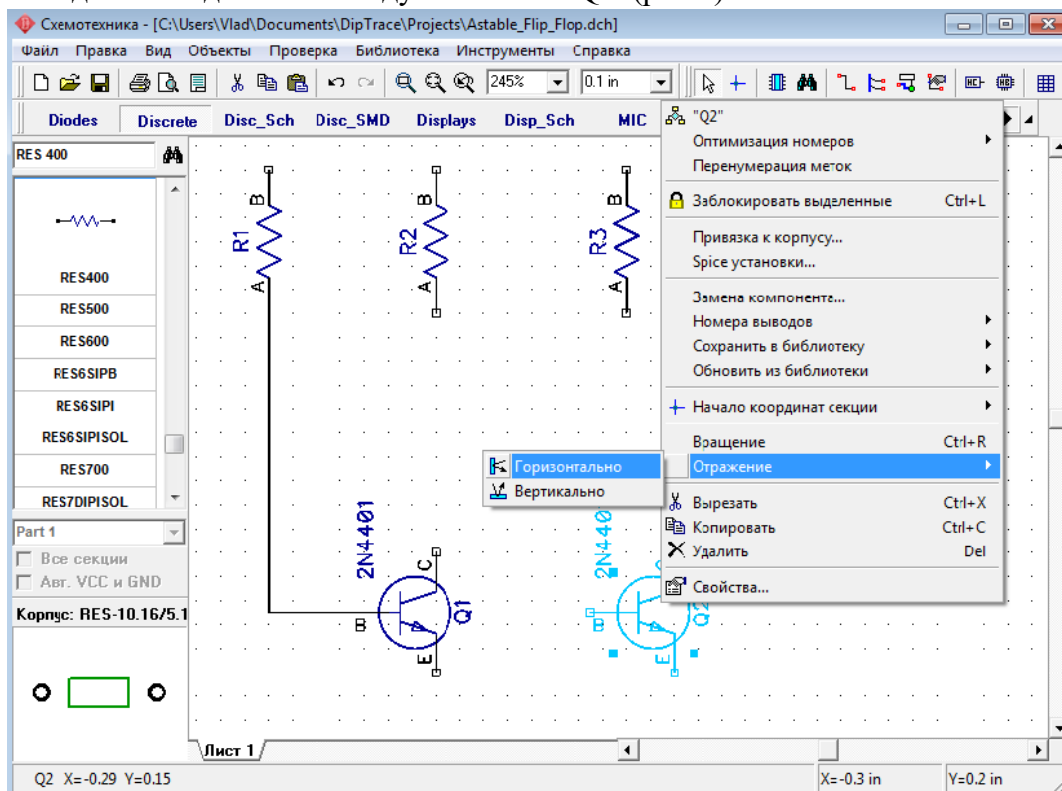 Схемотехника - [C:\Users\Vlad\Documents\DipTrace\Projects\Astable_Flip_Flop.dch]
Файл Правка Вид Объекты Проверка Библиотека Инструменты Справка
245% 0.1 in
Diodes Discrete Disc_Sch Disc_SMD Displays Disp_Sch MIC
RES 400
RES400
RES500
RES600
RES6SIPB
RES6SIPI
RES6SIPISOL
RES700
RES7DIPISOL
Part 1
Все секции
Авт. VCC и GND
Корпус: RES-10.16/5.1
B
R1
A
B
R2
A
B
R3
A
2N4401
C
B
Q1
E
2N440
C
B
Q2
E
"Q2"
Оптимизация номеров
Перенумерация меток
Заблокировать выделенные Ctrl+L
Привязка к корпусу...
Spice установки...
Замена компонента...
Номера выводов
Сохранить в библиотеку
Обновить из библиотеки
Начало координат секции
Вращение Ctrl+R
Отражение
Горизонтально
Вертикально
Вырезать Ctrl+X
Копировать Ctrl+C
Удалить Del
Свойства...
Лист 1
Q2 X=-0.29 Y=0.15 X=-0.3 in Y=0.2 in